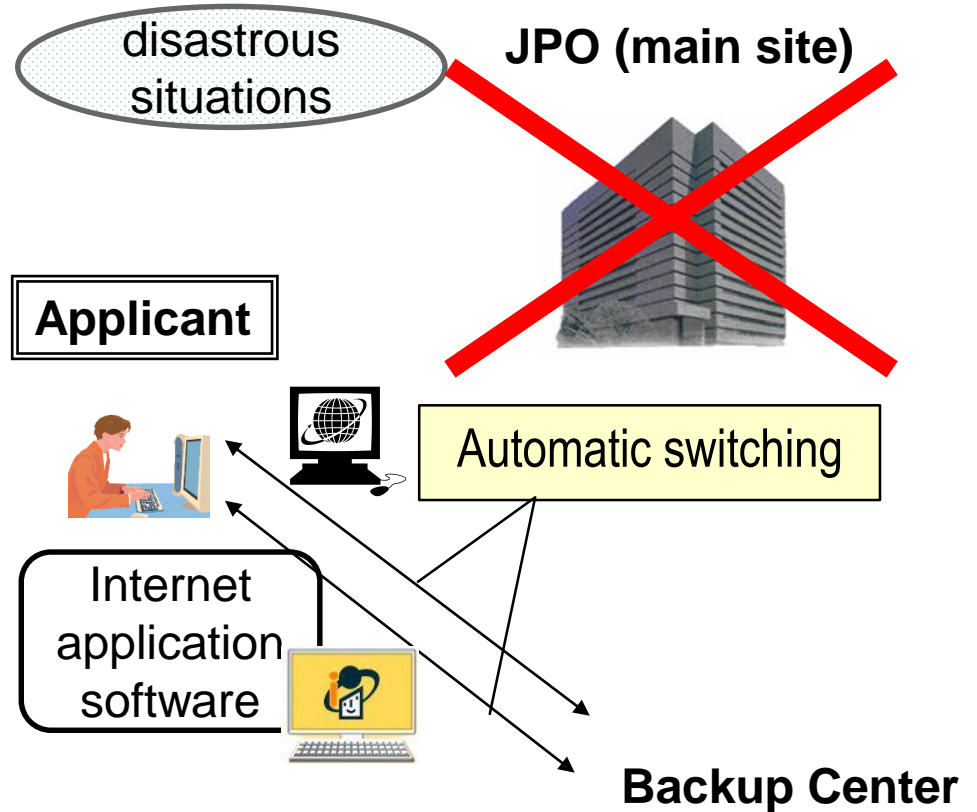 disastrous
situations
JPO (main site)
Applicant
Automatic switching
Internet
application
software
Backup Center